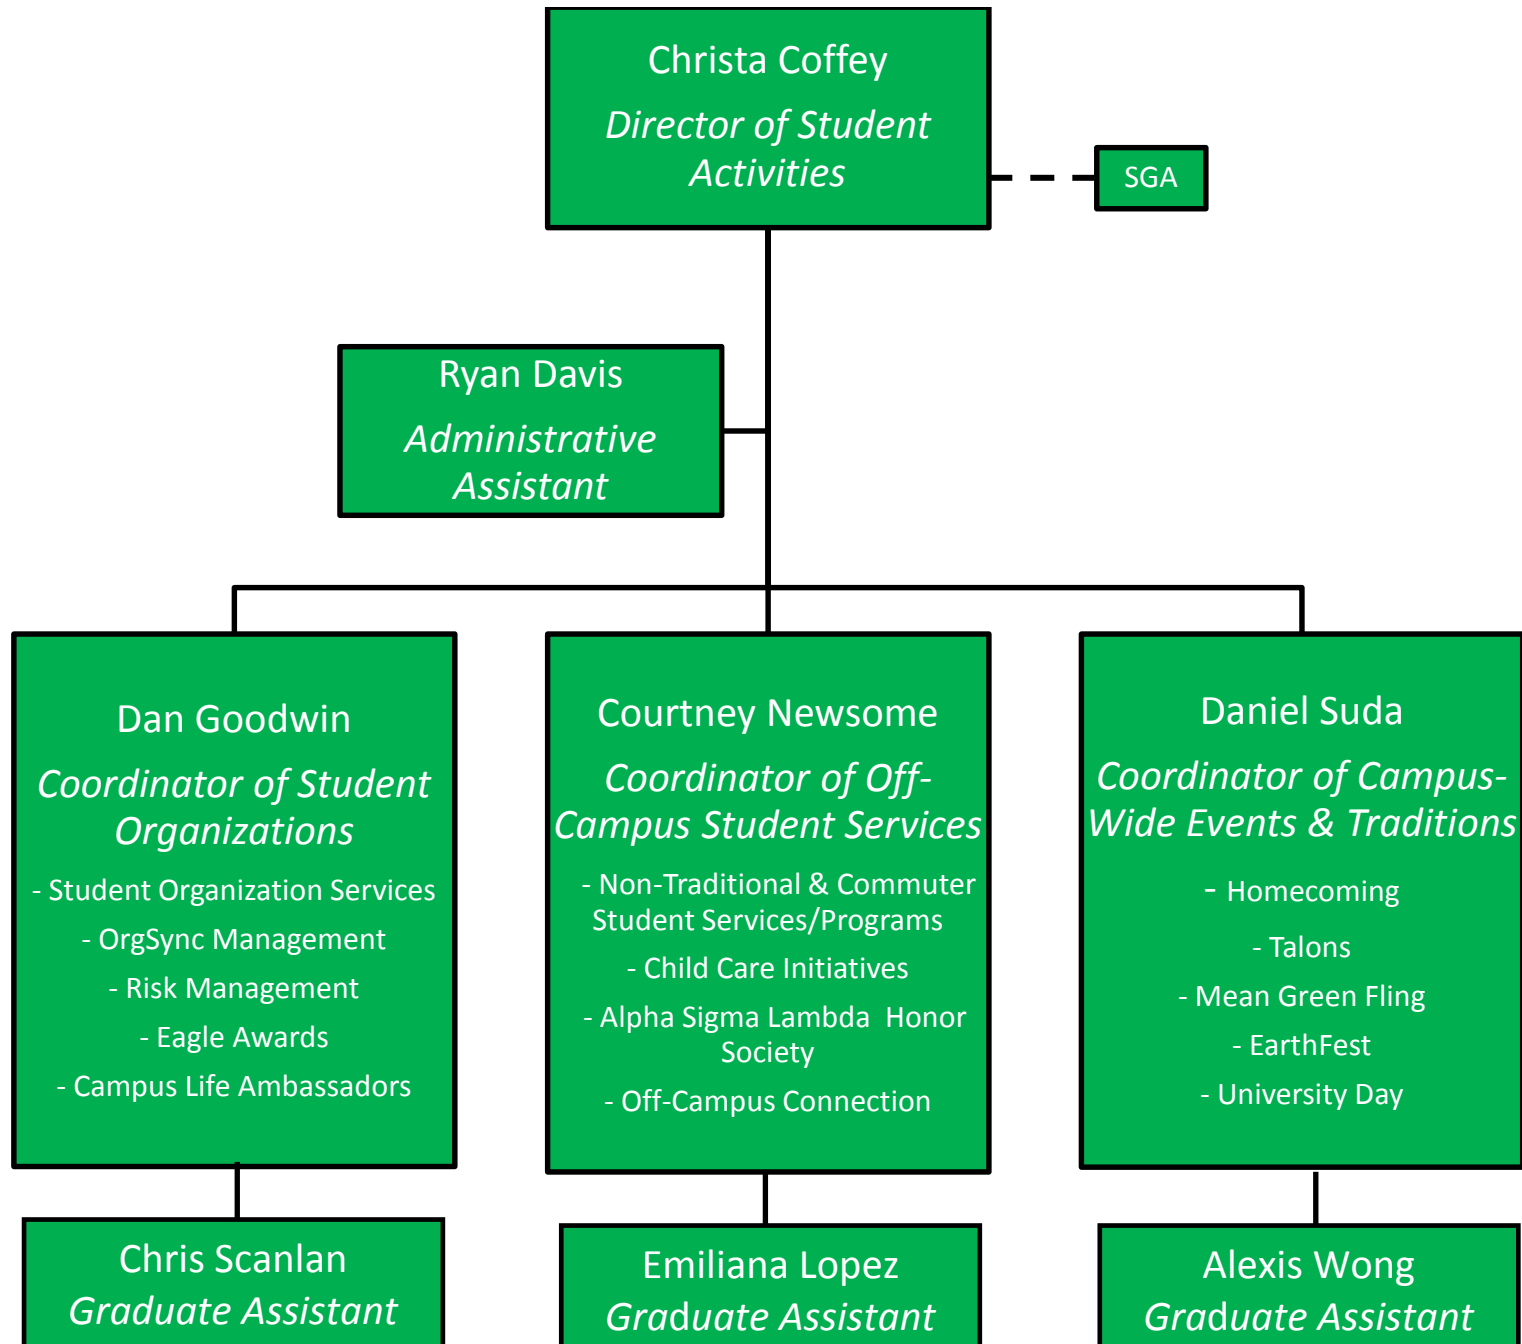 Christa Coffey
Director of Student
Activities
SGA
Ryan Davis
Administrative
Assistant
Dan Goodwin
Coordinator of Student
Organizations
- Student Organization Services
- OrgSync Management
- Risk Management
- Eagle Awards
- Campus Life Ambassadors
Courtney Newsome
Coordinator of Off-
Campus Student Services
- Non-Traditional & Commuter
Student Services/Programs
- Child Care Initiatives
- Alpha Sigma Lambda  Honor
Society
- Off-Campus Connection
Daniel Suda
Coordinator of Campus-
Wide Events & Traditions
- Homecoming
- Talons
- Mean Green Fling
- EarthFest
- University Day
Chris Scanlan
Graduate Assistant
Emiliana Lopez
Graduate Assistant
Alexis Wong
Graduate Assistant